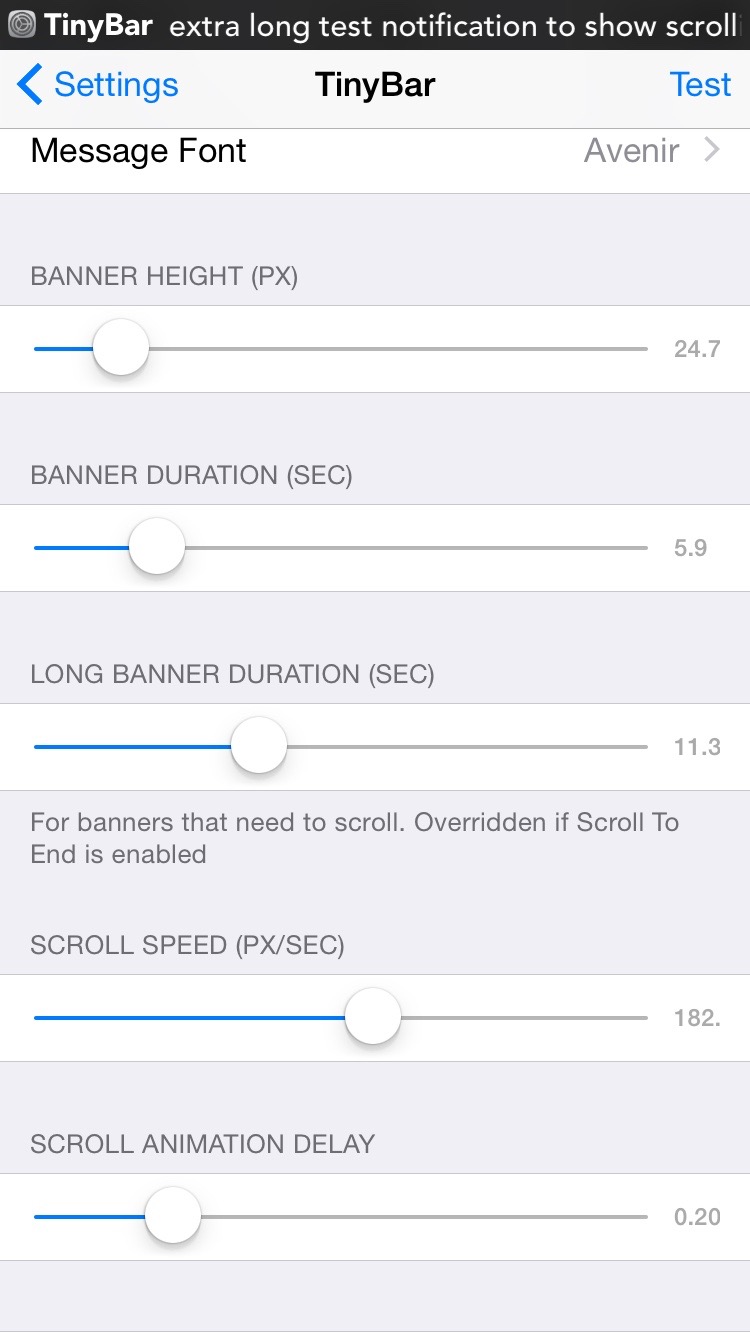 TinyBar extra long test notification to show scrolli
Settings TinyBar Test
Message Font Avenir
BANNER HEIGHT (PX)
24.7
BANNER DURATION (SEC)
5.9
LONG BANNER DURATION (SEC)
11.3
For banners that need to scroll. Overridden if Scroll To
End is enabled
SCROLL SPEED (PX/SEC)
182.
SCROLL ANIMATION DELAY
0.20